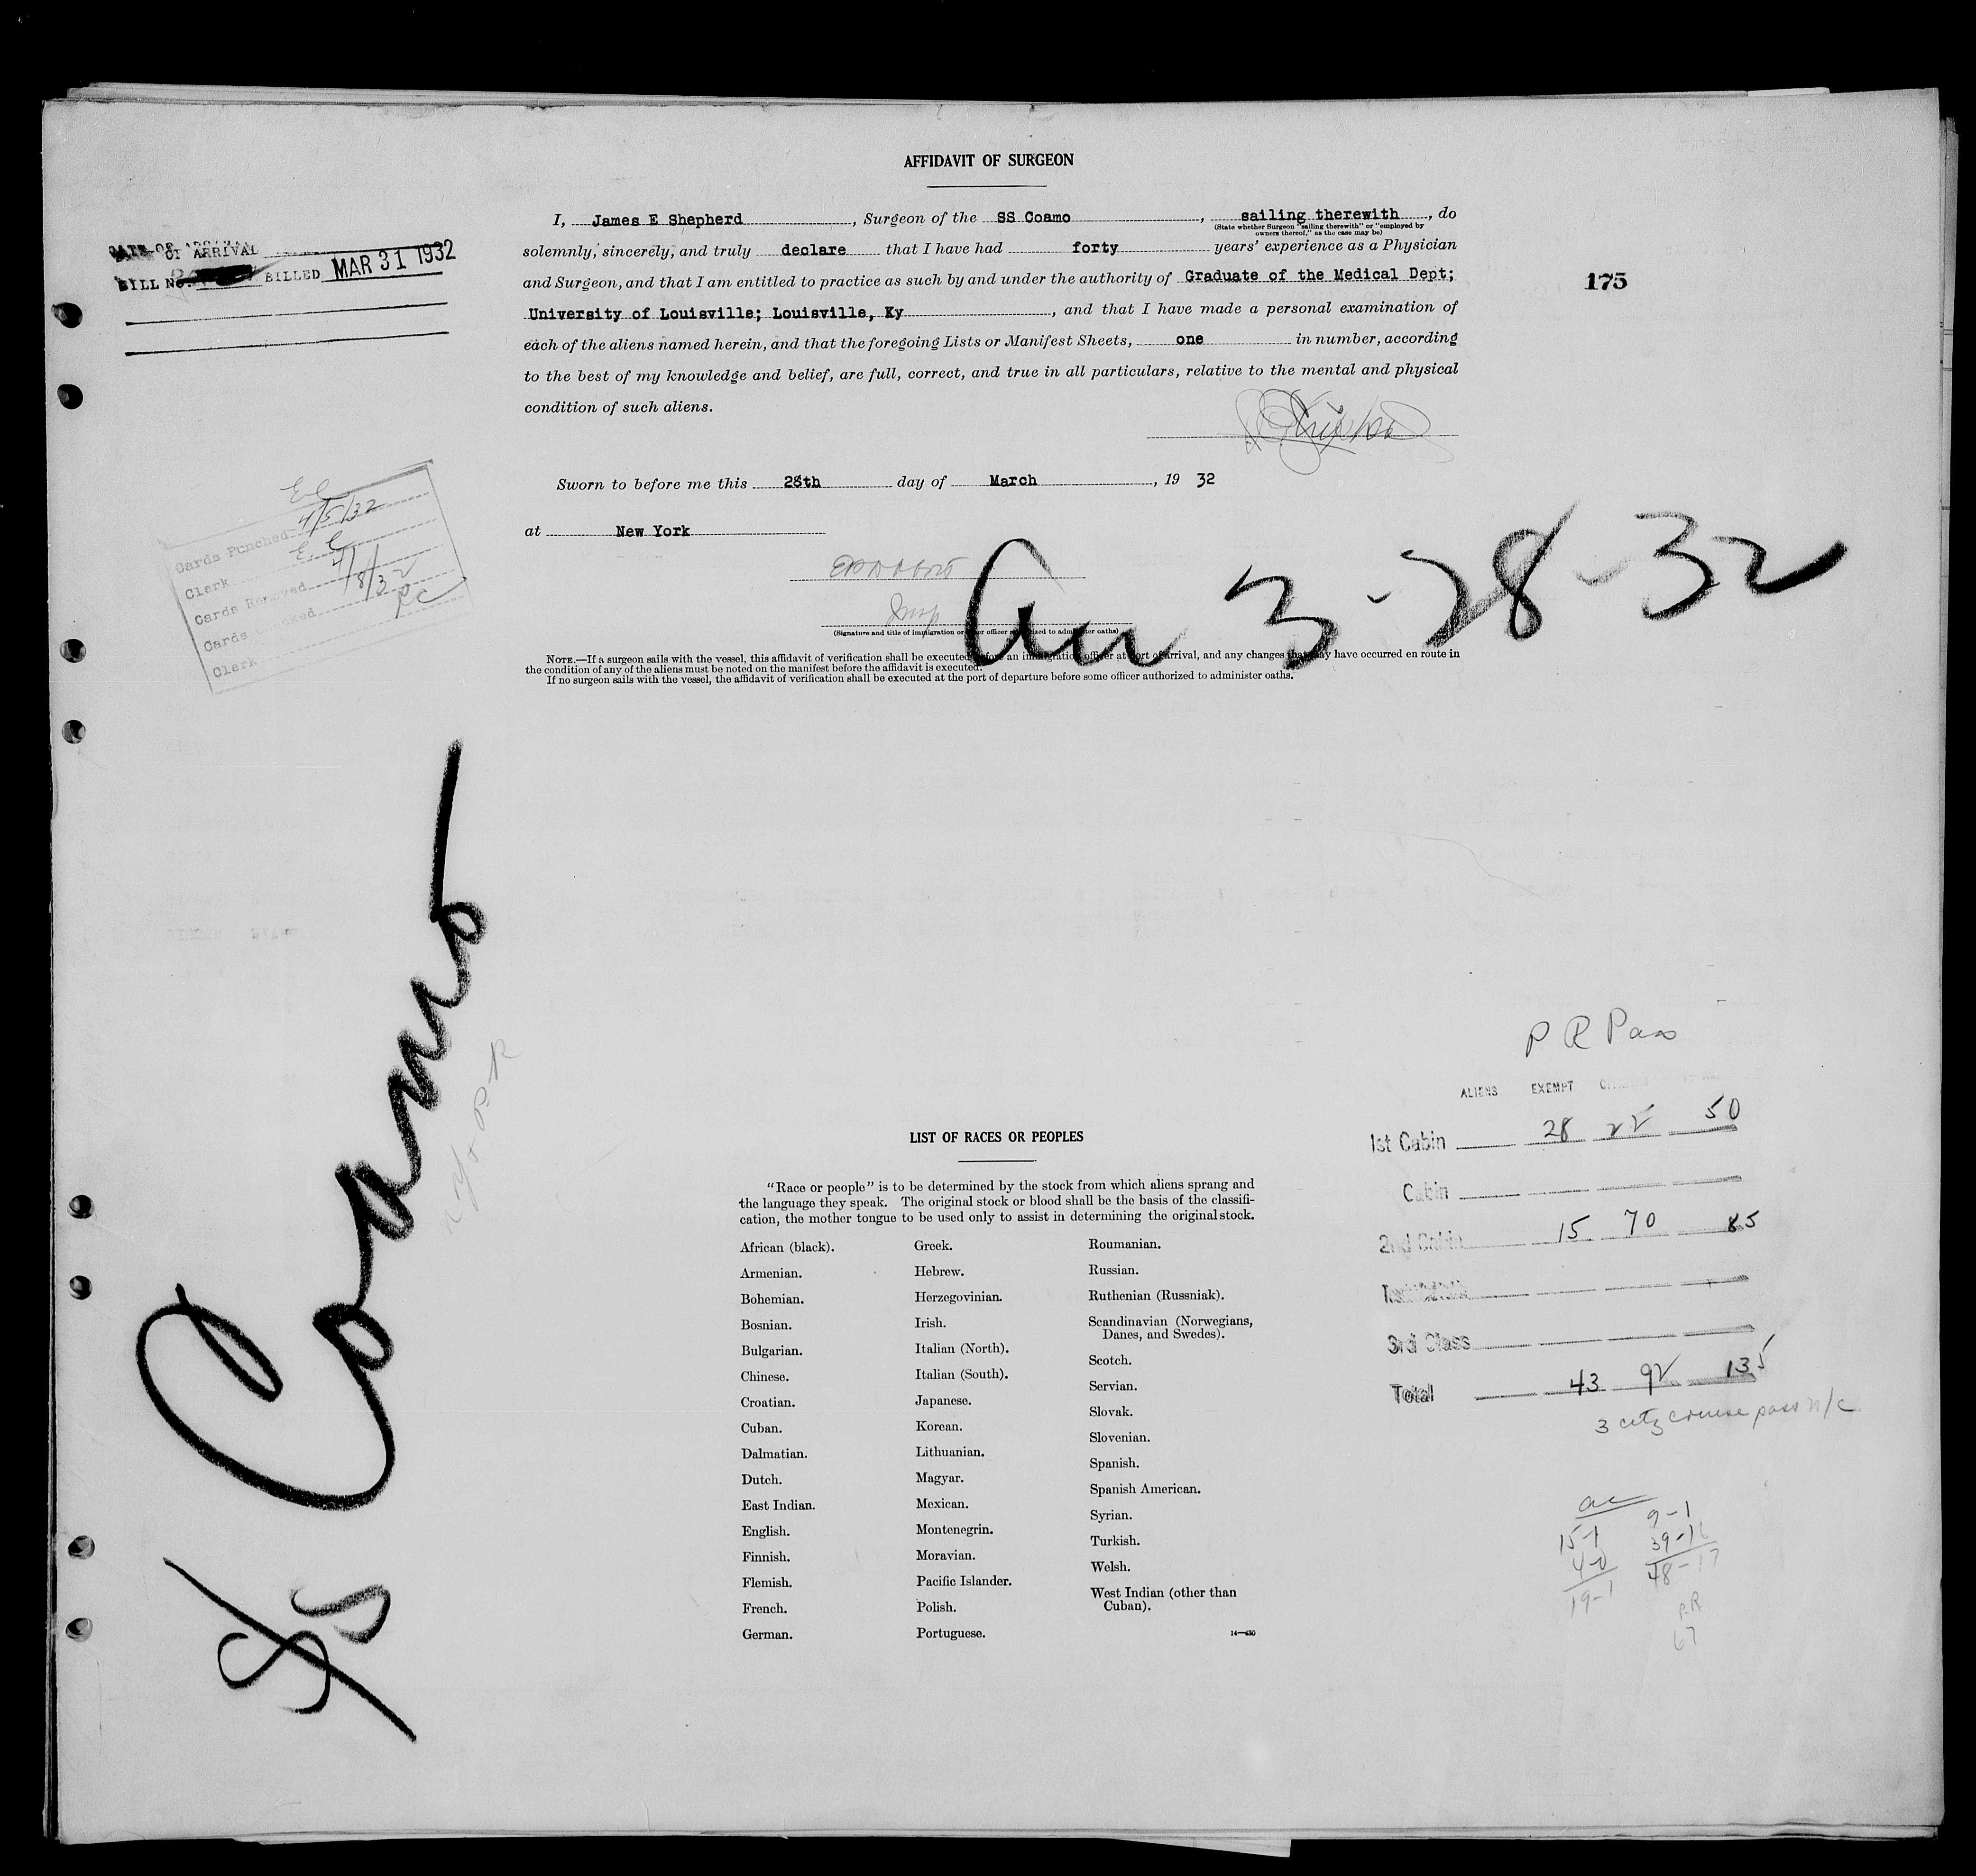 AFFIDAVIT OF SURGEON
I, James E Shepherd, Surgeon of the SS Coamo, sailing therewith, do
(State whether Surgeon "sailing therewith" or "employed by
owners thereof," as the case may be)
solemnly, sincerely, and truly declare that I have had forty years' experience as a Physician
and Surgeon, and that I am entitled to practice as such by and under the authority of Graduate of the Medical Dept;
University of Louisville; Louisville, Ky, and that I have made a personal examination of
each of the aliens named herein, and that the foregoing Lists or Manifest Sheets, one in number, according
to the best of my knowledge and belief, are full, correct, and true in all particulars, relative to the mental and physical
condition of such aliens.
Sworn to before me this 28th day of March, 19 32
at New York
Insp
(Signature and title of immigration or other officer authorized to administer oaths)
NOTE.—If a surgeon sails with the vessel, this affidavit of verification shall be executed before an immigration officer at port of arrival, and any changes that may have occurred en route in
the condition of any of the aliens must be noted on the manifest before the affidavit is executed.
If no surgeon sails with the vessel, the affidavit of verification shall be executed at the port of departure before some officer authorized to administer oaths.
3-28-32
175
OF ARRIVAL
BILL No. BILLED MAR 31 1932
Cards Punched 4/5/32
Clerk
Cards 4/8/32
Cards
Clerk
SS Coamo
LIST OF RACES OR PEOPLES
"Race or people" is to be determined by the stock from which aliens sprang and
the language they speak. The original stock or blood shall be the basis of the classifi-
cation, the mother tongue to be used only to assist in determining the original stock.
African (black).
Armenian.
Bohemian.
Bosnian.
Bulgarian.
Chinese.
Croatian.
Cuban.
Dalmatian.
Dutch.
East Indian.
English.
Finnish.
Flemish.
French.
German.
Greek.
Hebrew.
Herzegovinian.
Irish.
Italian (North).
Italian (South).
Japanese.
Korean.
Lithuanian.
Magyar.
Mexican.
Montenegrin.
Moravian.
Pacific Islander.
Polish.
Portuguese.
Roumanian.
Russian.
Ruthenian (Russniak).
Scandinavian (Norwegians,
Danes, and Swedes).
Scotch.
Servian.
Slovak.
Slovenian.
Spanish.
Spanish American.
Syrian.
Turkish.
Welsh.
West Indian (other than
Cuban).
P R Pass
ALIENS EXEMPT
1st Cabin 28 22 50
Cabin
2nd Cabin 15 70 85
3rd Class
Total 43 92 135
3 citz cruise pass n/c
15-1
4-0
19-1
9-1
39-16
48-17
P.R
67